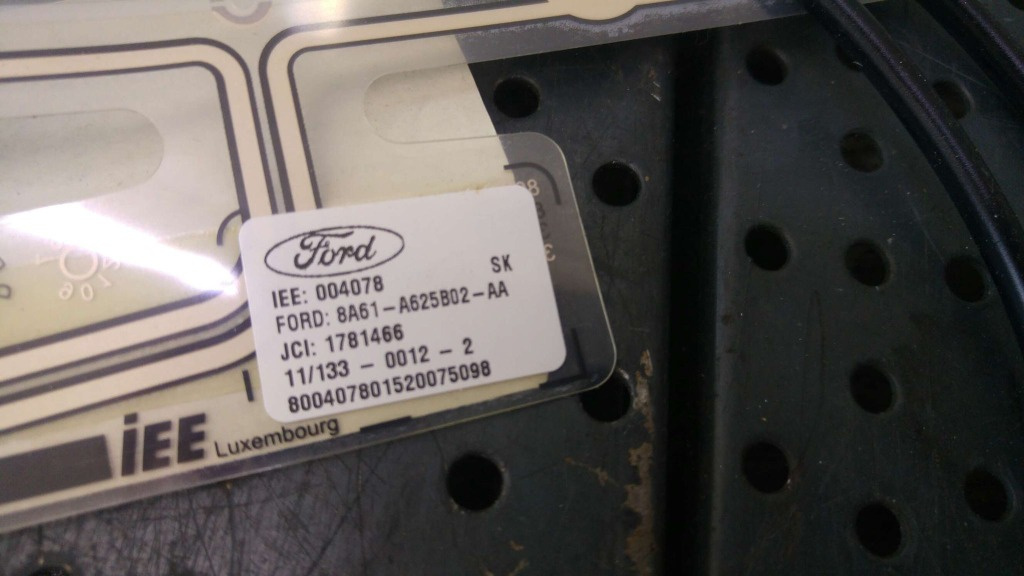 Ford
SK
IEE: 004078
FORD: 8A61-A625B02-AA
JCI: 1781466
11/133 - 0012 - 2
800407801520075098
iEE Luxembourg